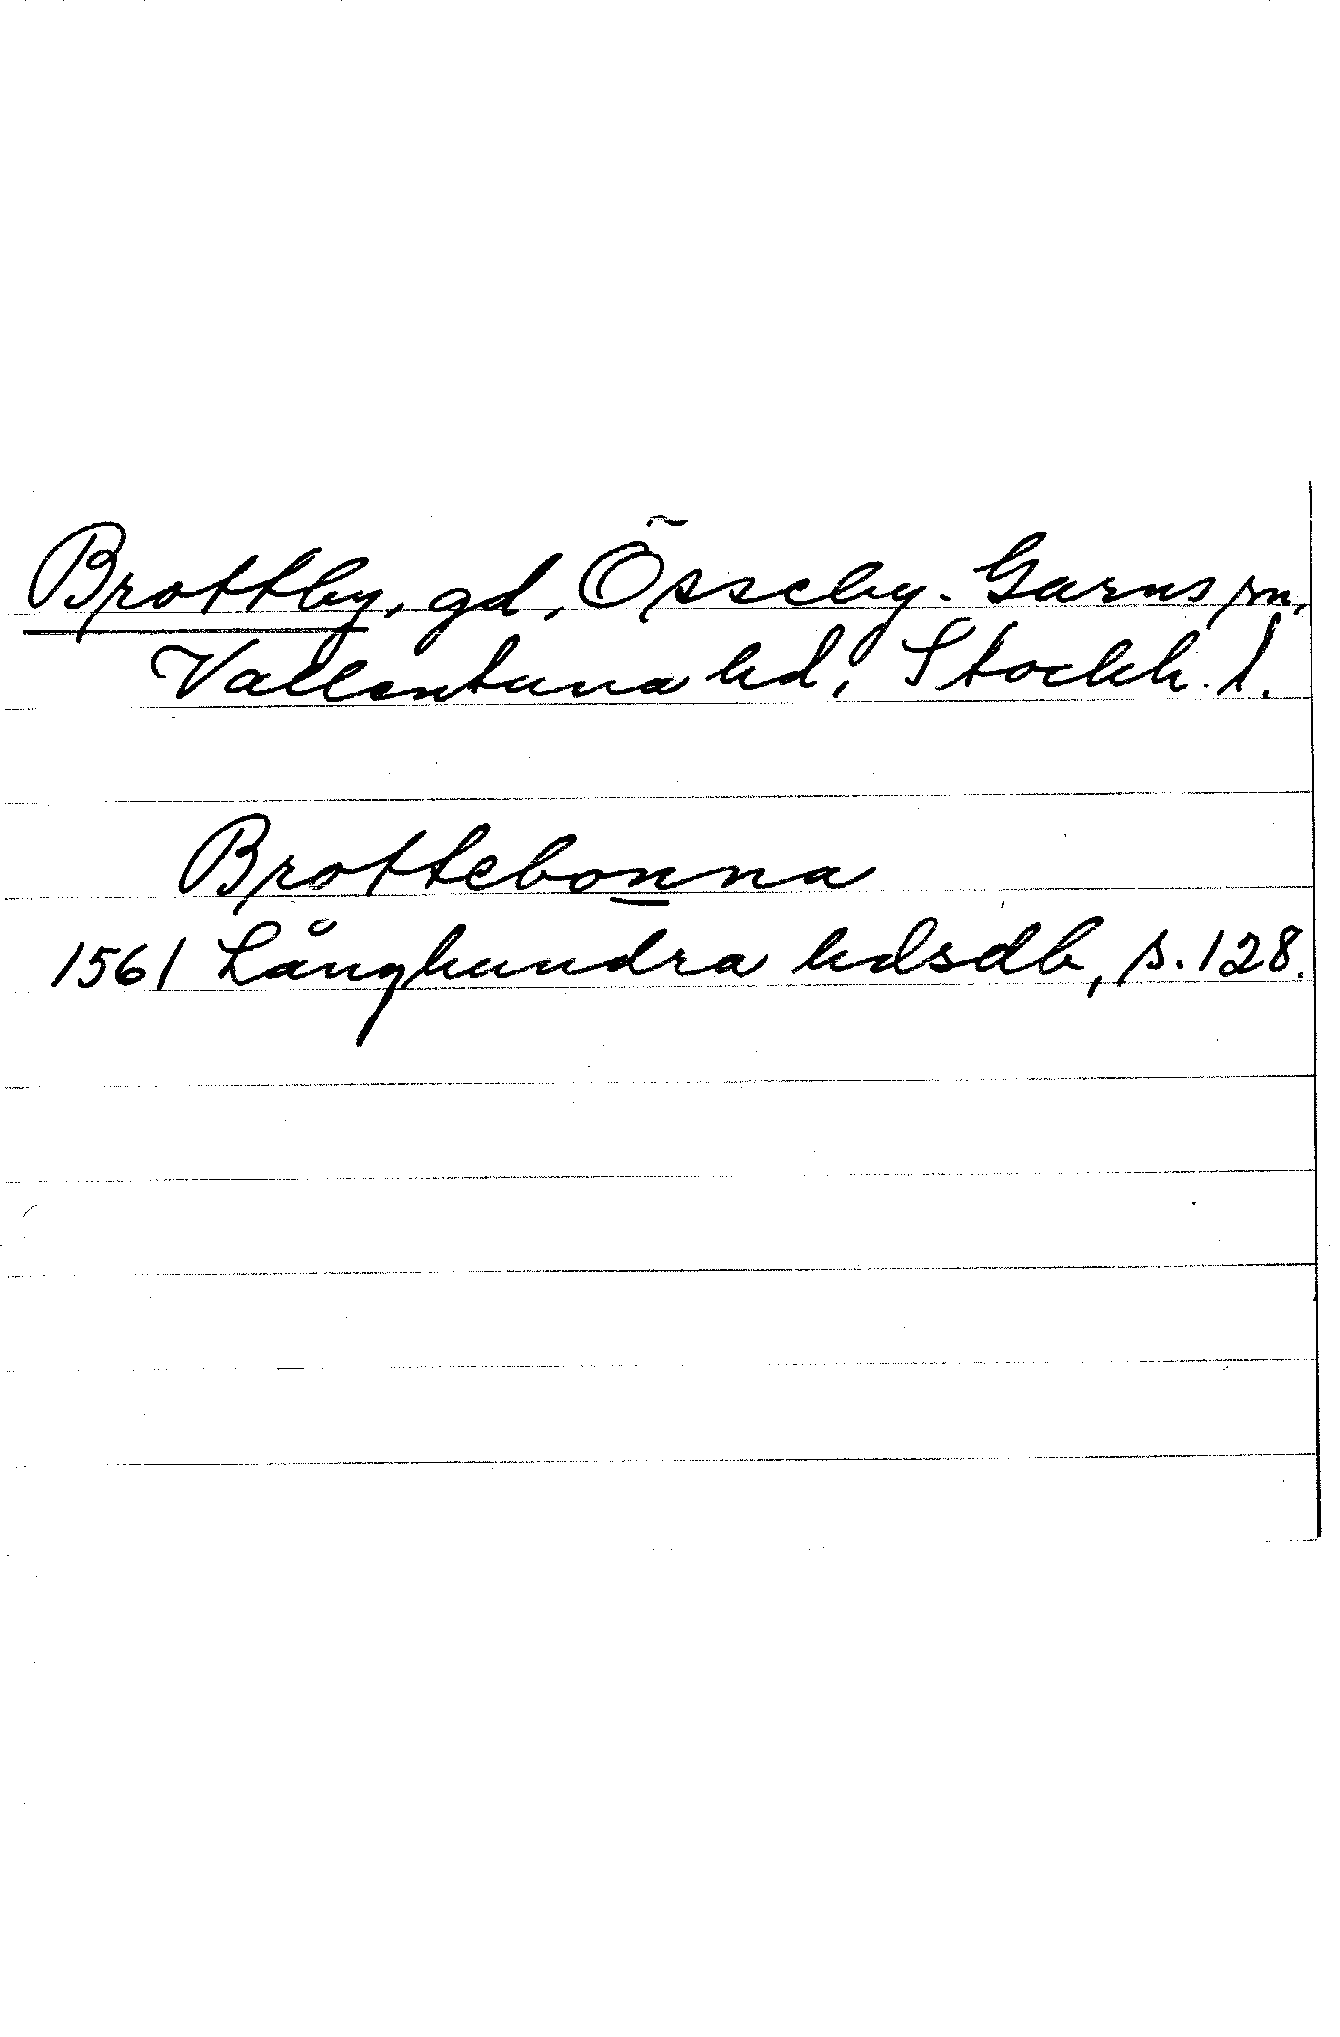 Brottby, gd, Össeby-Garns sn,
Vallentuna hd, Stockh. l.
Brottebonna
1561 Långhundra hdsdb, s. 128.